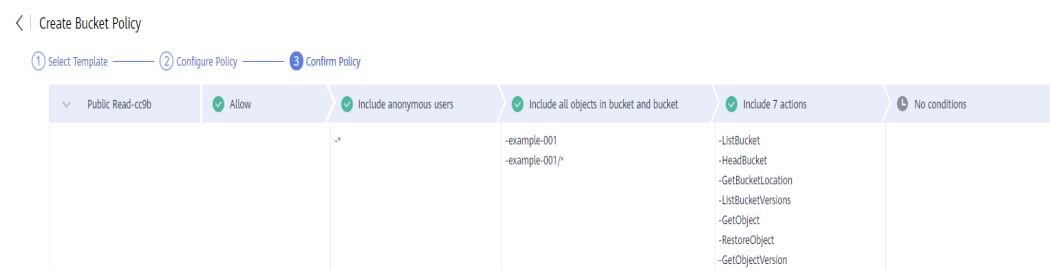 Create Bucket Policy
1 Select Template 2 Configure Policy 3 Confirm Policy
Public Read-cc9b Allow Include anonymous users Include all objects in bucket and bucket Include 7 actions No conditions
-* -example-001 -ListBucket
-example-001/* -HeadBucket
-GetBucketLocation
-ListBucketVersions
-GetObject
-RestoreObject
-GetObjectVersion